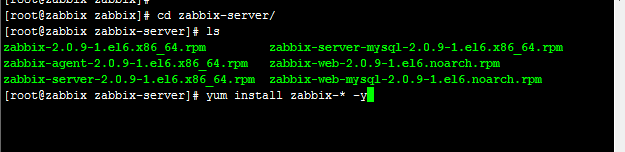 [root@zabbix zabbix]#
[root@zabbix zabbix]# cd zabbix-server/
[root@zabbix zabbix-server]# ls
zabbix-2.0.9-1.el6.x86_64.rpm zabbix-server-mysql-2.0.9-1.el6.x86_64.rpm
zabbix-agent-2.0.9-1.el6.x86_64.rpm zabbix-web-2.0.9-1.el6.noarch.rpm
zabbix-server-2.0.9-1.el6.x86_64.rpm zabbix-web-mysql-2.0.9-1.el6.noarch.rpm
[root@zabbix zabbix-server]# yum install zabbix-* -y